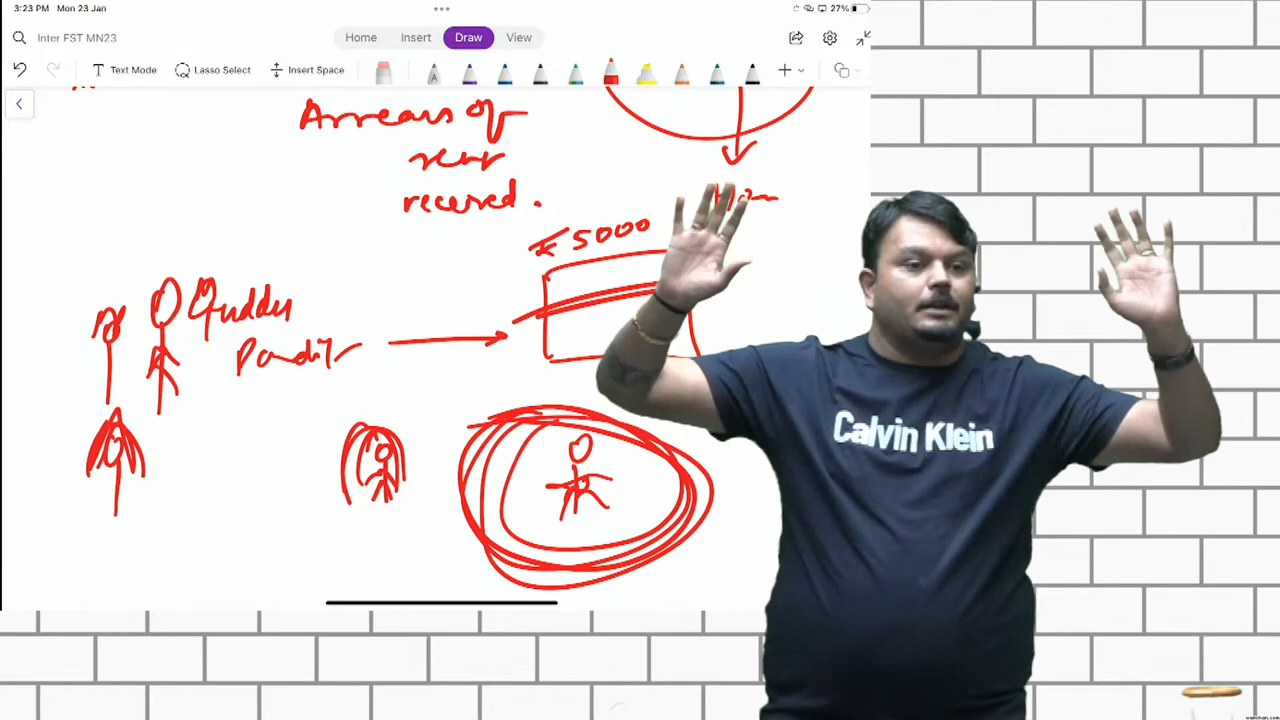 3:23 PM Mon 23 Jan
27%
Inter FST MN23
Home
Insert
Draw
View
Text Mode
Lasso Select
Insert Space
A
Arrears of
rent
received.
₹ 5000
Guddu
Pandit
Calvin Klein